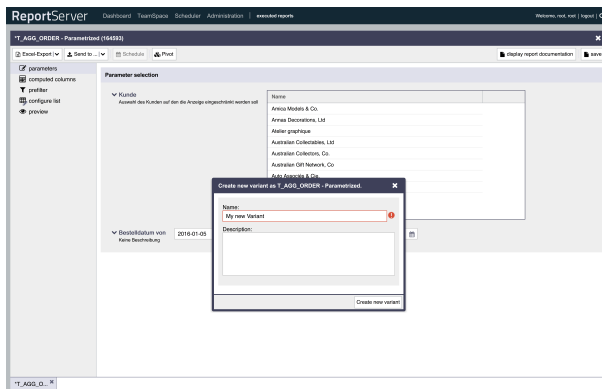 ReportServer Dashboard TeamSpace Scheduler Administration | executed reports Welcome, root, root | logout |
*T_AGG_ORDER - Parametrized (164593)
Excel-Export Send to ... Schedule Pivot display report documentation save
parameters
computed columns
prefilter
configure list
preview
Parameter selection
Kunde
Auswahl des Kunden auf den die Anzeige eingeschränkt werden soll
Name
Amica Models & Co.
Annas Decorations, Ltd
Atelier graphique
Australian Collectables, Ltd
Australian Collectors, Co.
Australian Gift Network, Co
Auto Associés & Cie.
Create new variant as T_AGG_ORDER - Parametrized.
Name:
My new Variant
Description:
Create new variant
Bestelldatum von 2016-01-05
Keine Beschreibung
*T_AGG_O...